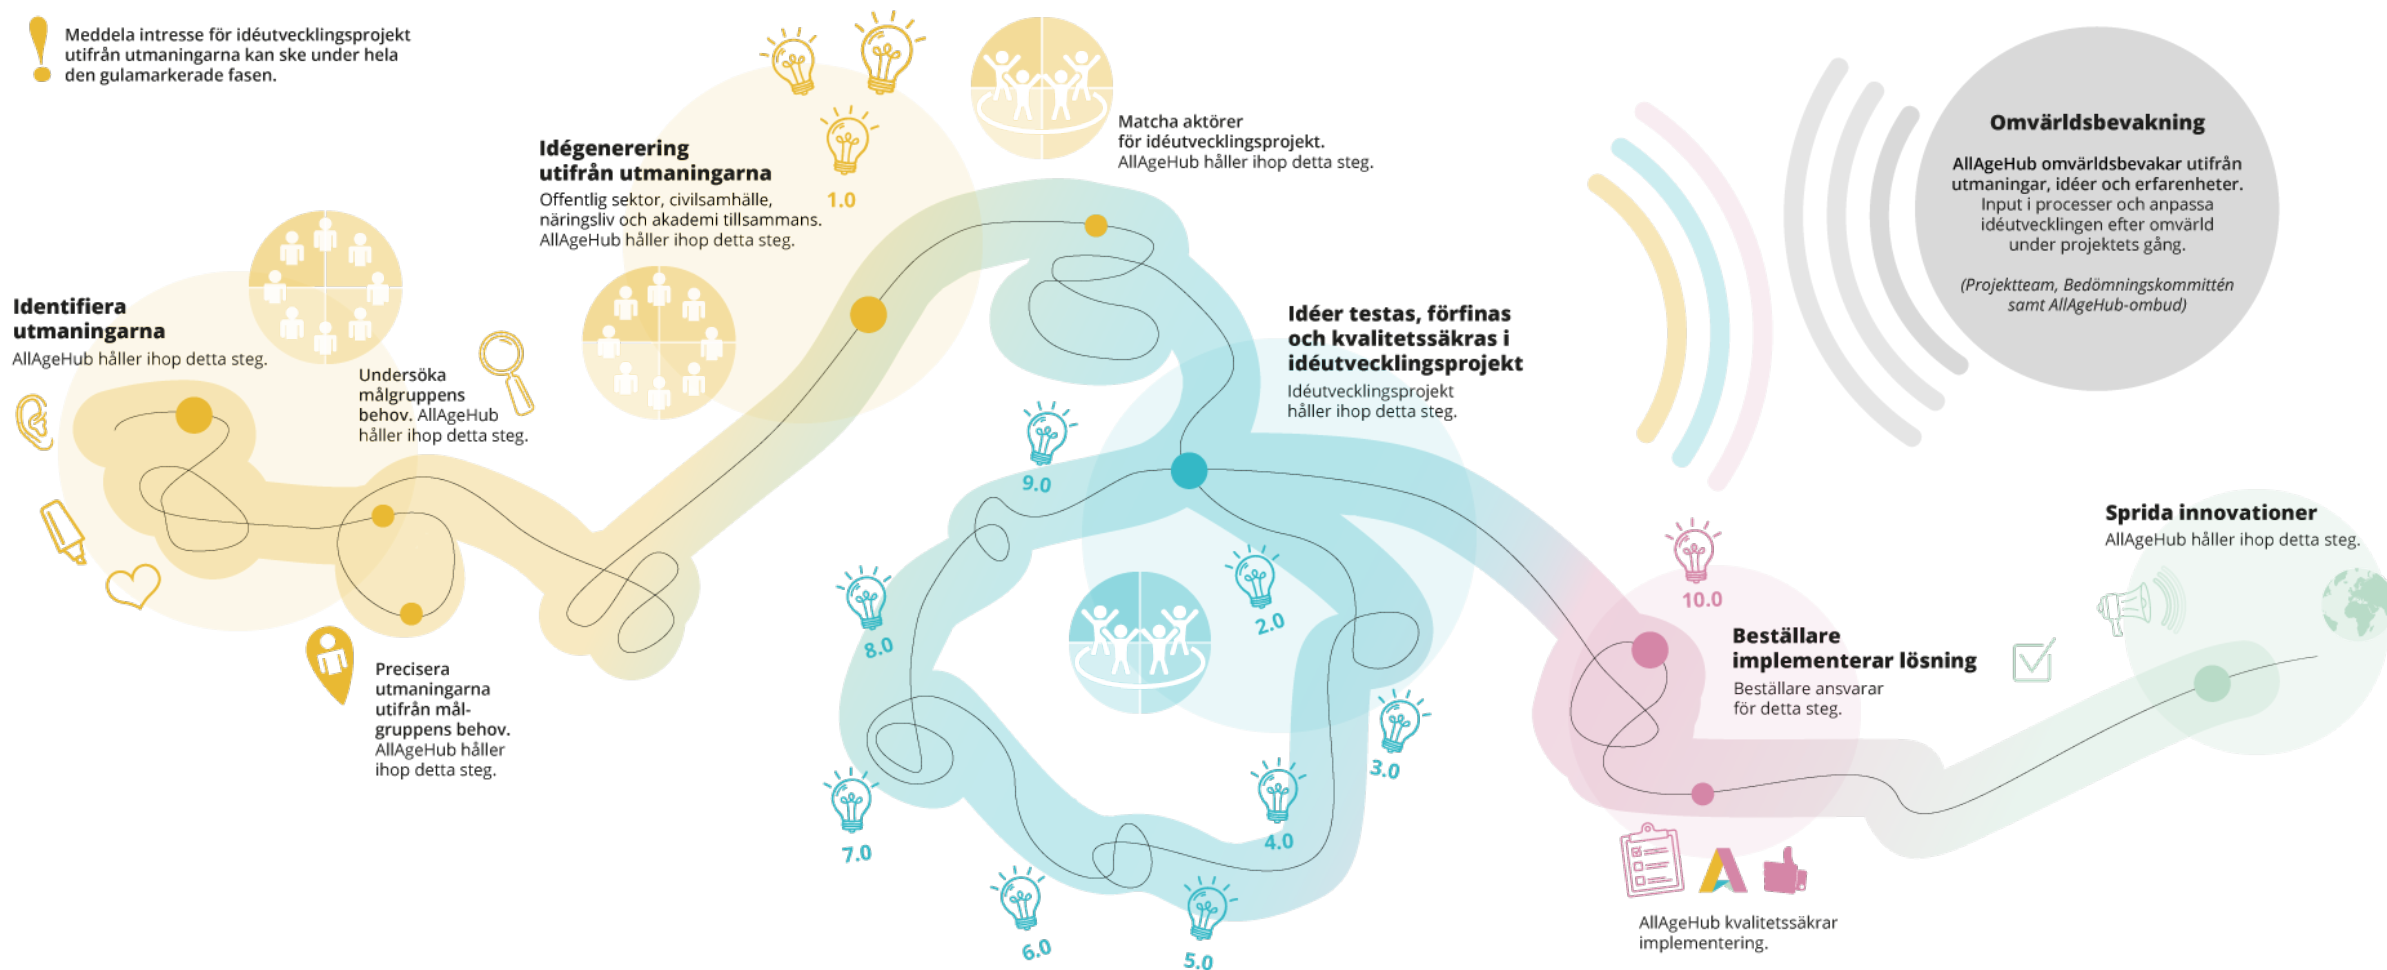 Meddela intresse för idéutvecklingsprojekt
utifrån utmaningarna kan ske under hela
den gulamarkerade fasen.
Identifiera
utmaningarna
AllAgeHub håller ihop detta steg.
Undersöka
målgruppens
behov. AllAgeHub
håller ihop detta steg.
Precisera
utmaningarna
utifrån mål-
gruppens behov.
AllAgeHub håller
ihop detta steg.
Idégenerering
utifrån utmaningarna
Offentlig sektor, civilsamhälle,
näringsliv och akademi tillsammans.
AllAgeHub håller ihop detta steg.
1.0
Matcha aktörer
för idéutvecklingsprojekt.
AllAgeHub håller ihop detta steg.
Idéer testas, förfinas
och kvalitetssäkras i
idéutvecklingsprojekt
Idéutvecklingsprojekt
håller ihop detta steg.
2.0
3.0
4.0
5.0
6.0
7.0
8.0
9.0
10.0
Beställare
implementerar lösning
Beställare ansvarar
för detta steg.
AllAgeHub kvalitetssäkrar
implementering.
Sprida innovationer
AllAgeHub håller ihop detta steg.
Omvärldsbevakning
AllAgeHub omvärldsbevakar utifrån
utmaningar, idéer och erfarenheter.
Input i processer och anpassa
idéutvecklingen efter omvärld
under projektets gång.
(Projektteam, Bedömningskommittén
samt AllAgeHub-ombud)